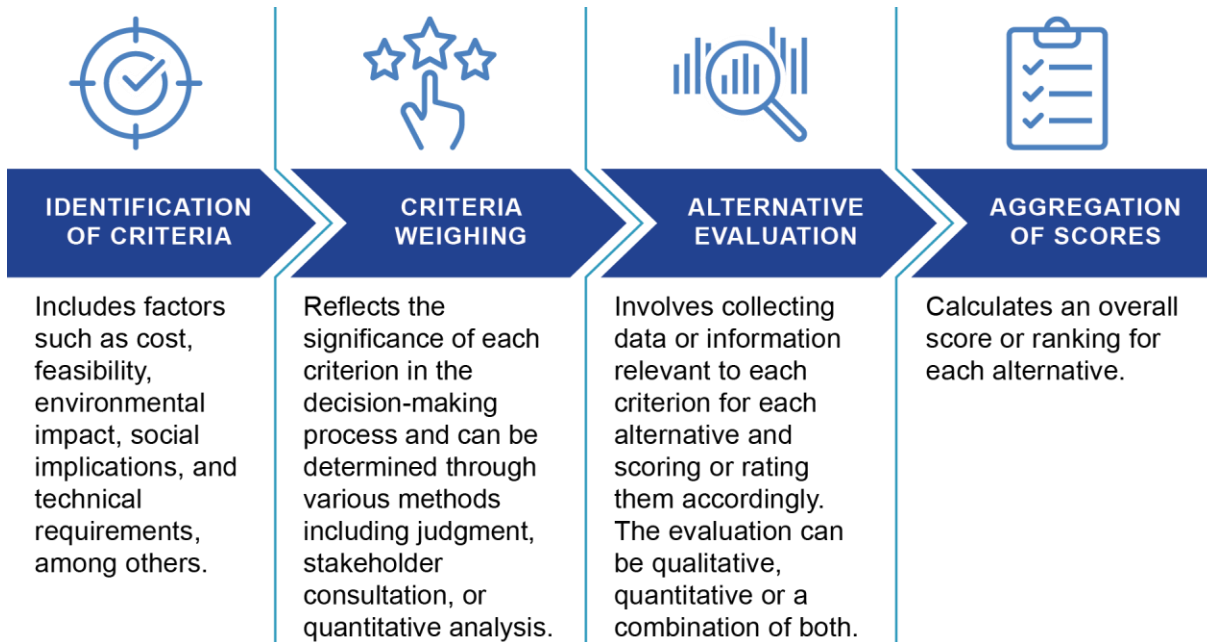 IDENTIFICATION
OF CRITERIA
Includes factors
such as cost,
feasibility,
environmental
impact, social
implications, and
technical
requirements,
among others.
CRITERIA
WEIGHING
Reflects the
significance of each
criterion in the
decision-making
process and can be
determined through
various methods
including judgment,
stakeholder
consultation, or
quantitative analysis.
ALTERNATIVE
EVALUATION
Involves collecting
data or information
relevant to each
criterion for each
alternative and
scoring or rating
them accordingly.
The evaluation can
be qualitative,
quantitative or a
combination of both.
AGGREGATION
OF SCORES
Calculates an overall
score or ranking for
each alternative.